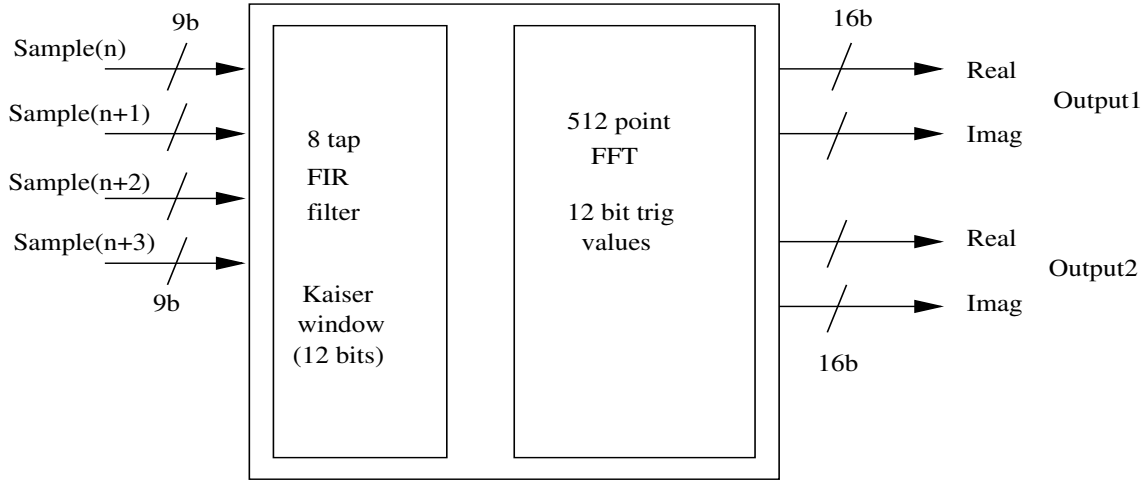 9b
Sample(n)
Sample(n+1)
Sample(n+2)
Sample(n+3)
9b
8 tap
FIR
filter
Kaiser
window
(12 bits)
512 point
FFT
12 bit trig
values
16b
Real
Output1
Imag
Real
Output2
Imag
16b